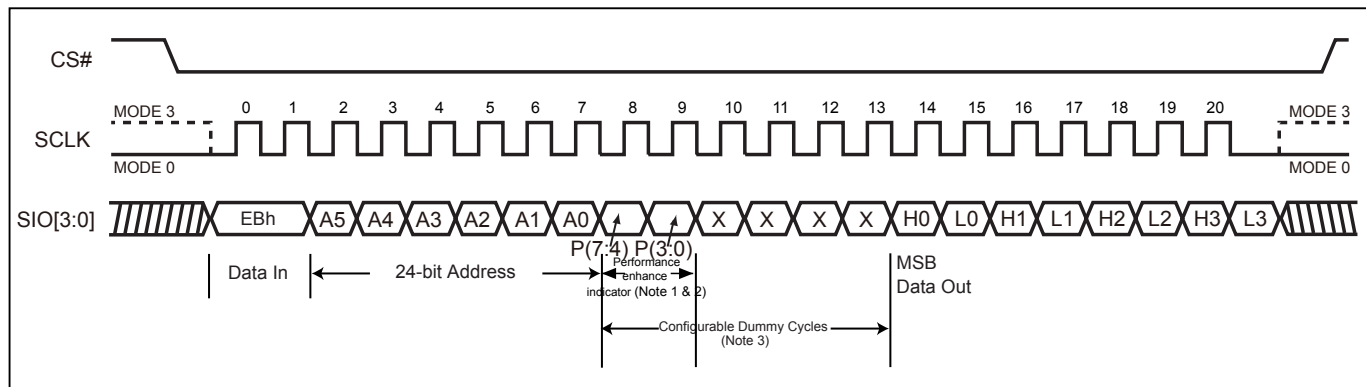 CS#
MODE 3
0 1 2 3 4 5 6 7 8 9 10 11 12 13 14 15 16 17 18 19 20
MODE 3
SCLK
MODE 0
MODE 0
SIO[3:0]
EBh A5 A4 A3 A2 A1 A0 X X X X H0 L0 H1 L1 H2 L2 H3 L3
P(7:4) P(3:0)
Data In
24-bit Address
Performance
enhance
indicator (Note 1 & 2)
MSB
Data Out
Configurable Dummy Cycles
(Note 3)